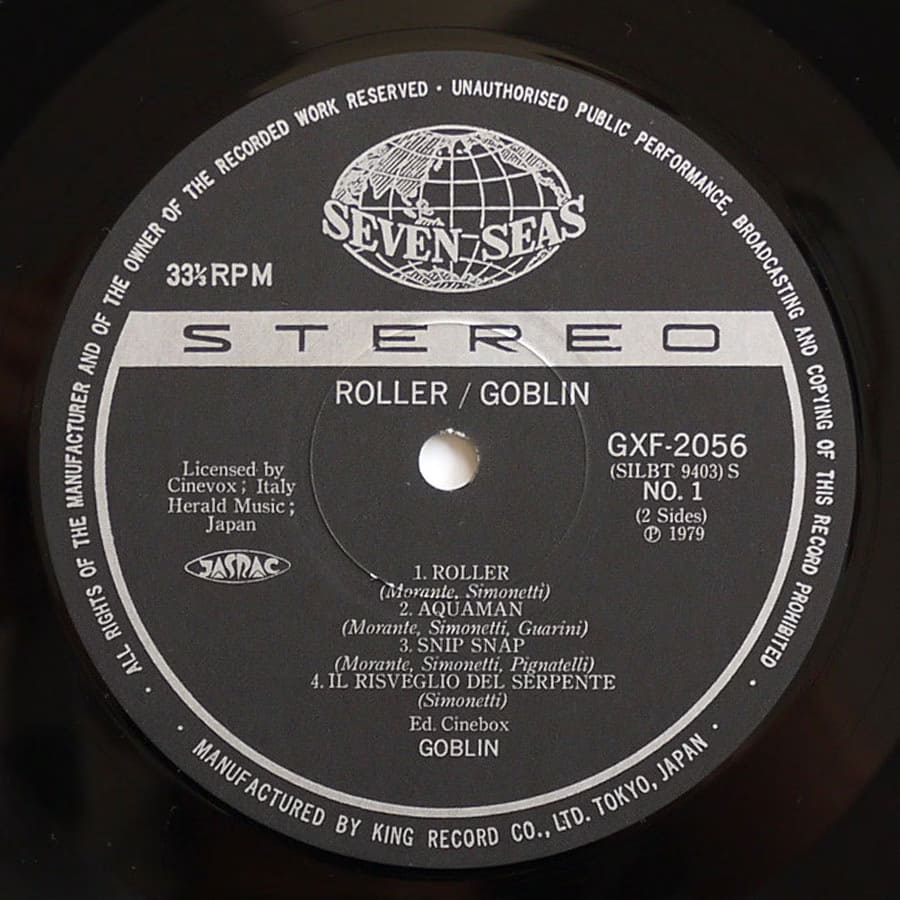 ALL RIGHTS OF THE MANUFACTURER AND OF THE OWNER OF THE RECORDED WORK RESERVED · UNAUTHORISED PUBLIC PERFORMANCE, BROADCASTING AND COPYING OF THIS RECORD PROHIBITED
SEVEN-SEAS
33⅓RPM
STEREO
ROLLER / GOBLIN
GXF-2056
(SILBT 9403) S
NO. 1
(2 Sides)
℗ 1979
Licensed by
Cinevox; Italy
Herald Music;
Japan
JASRAC
1. ROLLER
(Morante, Simonetti)
2. AQUAMAN
(Morante, Simonetti, Guarini)
3. SNIP SNAP
(Morante, Simonetti, Pignatelli)
4. IL RISVEGLIO DEL SERPENTE
(Simonetti)
Ed. Cinebox
GOBLIN
· MANUFACTURED BY KING RECORD CO., LTD. TOKYO, JAPAN ·